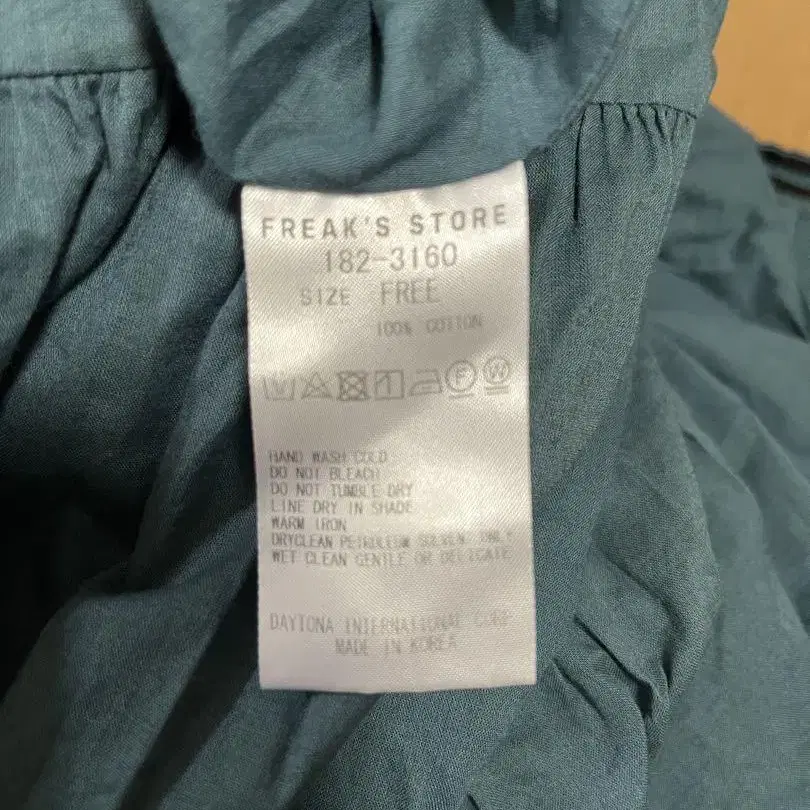 FREAK'S STORE
182-3160
SIZE FREE
100% COTTON
F W
HAND WASH COLD
DO NOT BLEACH
DO NOT TUMBLE DRY
LINE DRY IN SHADE
WARM IRON
DRYCLEAN PETROLEUM SOLVENT ONLY
WET CLEAN GENTLE OR DELICATE
DAYTONA INTERNATIONAL CORP
MADE IN KOREA